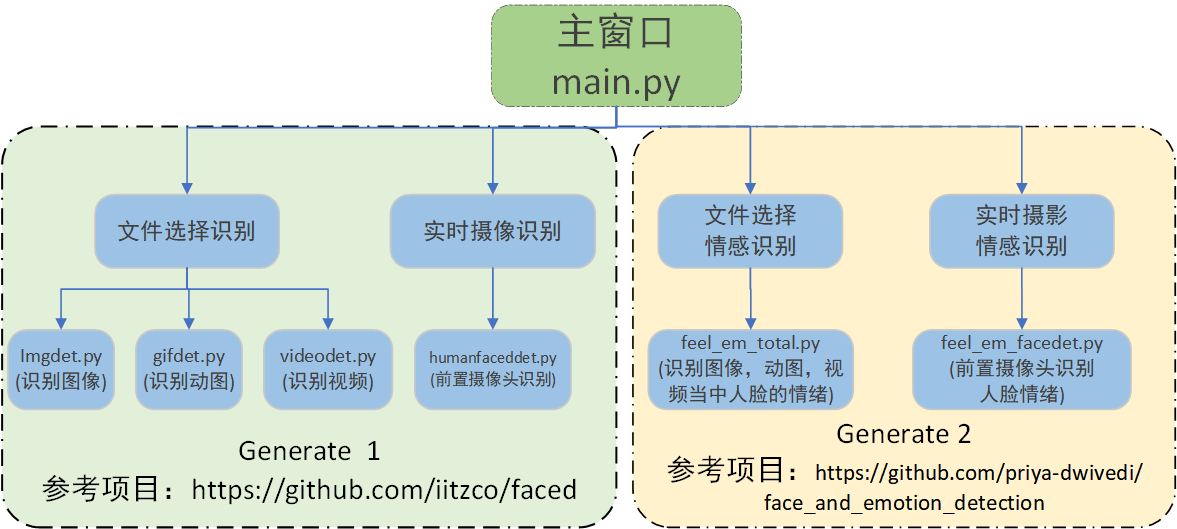 主窗口
main.py
文件选择识别
实时摄像识别
文件选择
情感识别
实时摄影
情感识别
Imgdet.py
(识别图像)
gifdet.py
(识别动图)
videodet.py
(识别视频)
humanfaceddet.py
(前置摄像头识别)
feel_em_total.py
(识别图像，动图，视
频当中人脸的情绪)
feel_em_facedet.py
(前置摄像头识别
人脸情绪)
Generate 1
参考项目：https://github.com/iitzco/faced
Generate 2
参考项目：https://github.com/priya-dwivedi/
face_and_emotion_detection